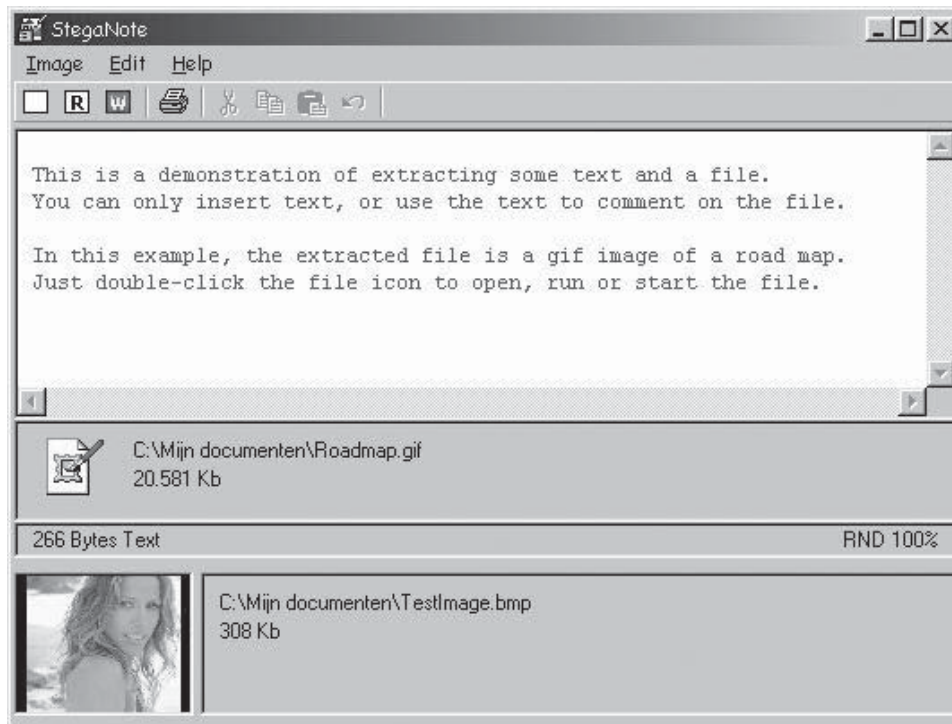 StegaNote
Image Edit Help
R W
This is a demonstration of extracting some text and a file.
You can only insert text, or use the text to comment on the file.
In this example, the extracted file is a gif image of a road map.
Just double-click the file icon to open, run or start the file.
C:\Mijn documenten\Roadmap.gif
20.581 Kb
266 Bytes Text RND 100%
C:\Mijn documenten\TestImage.bmp
308 Kb